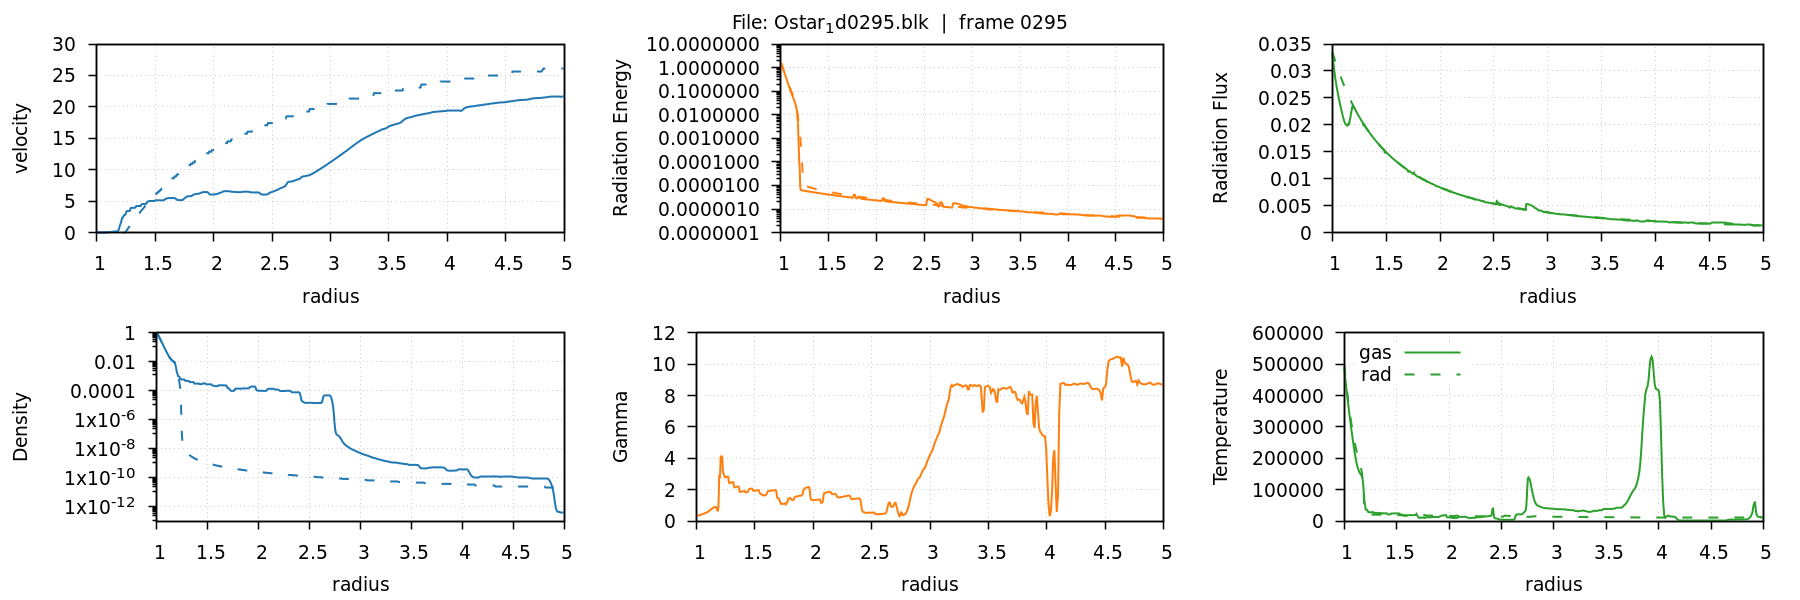 File: Ostar₁d0295.blk | frame 0295
30
25
20
15
10
5
0
velocity
1 1.5 2 2.5 3 3.5 4 4.5 5
radius
10.0000000
1.0000000
0.1000000
0.0100000
0.0010000
0.0001000
0.0000100
0.0000010
0.0000001
Radiation Energy
1 1.5 2 2.5 3 3.5 4 4.5 5
radius
0.035
0.03
0.025
0.02
0.015
0.01
0.005
0
Radiation Flux
1 1.5 2 2.5 3 3.5 4 4.5 5
radius
1
0.01
0.0001
1x10⁻⁶
1x10⁻⁸
1x10⁻¹⁰
1x10⁻¹²
Density
1 1.5 2 2.5 3 3.5 4 4.5 5
radius
12
10
8
6
4
2
0
Gamma
1 1.5 2 2.5 3 3.5 4 4.5 5
radius
600000
500000
400000
300000
200000
100000
0
Temperature
gas
rad
1 1.5 2 2.5 3 3.5 4 4.5 5
radius